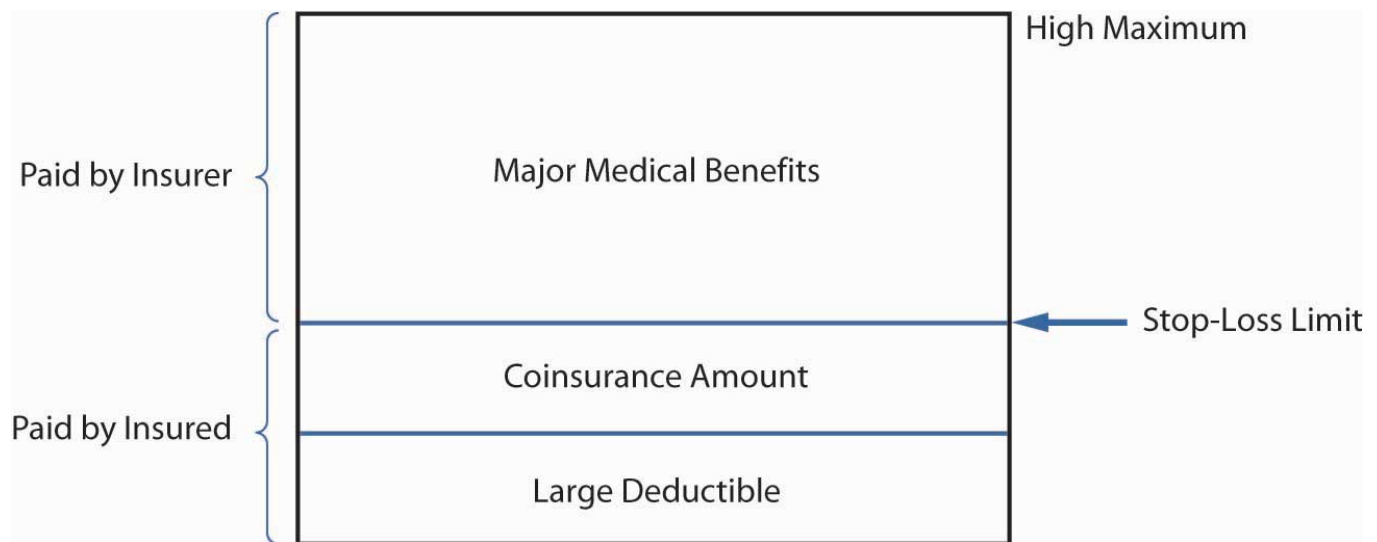 High Maximum
Paid by Insurer
Major Medical Benefits
Stop-Loss Limit
Coinsurance Amount
Paid by Insured
Large Deductible